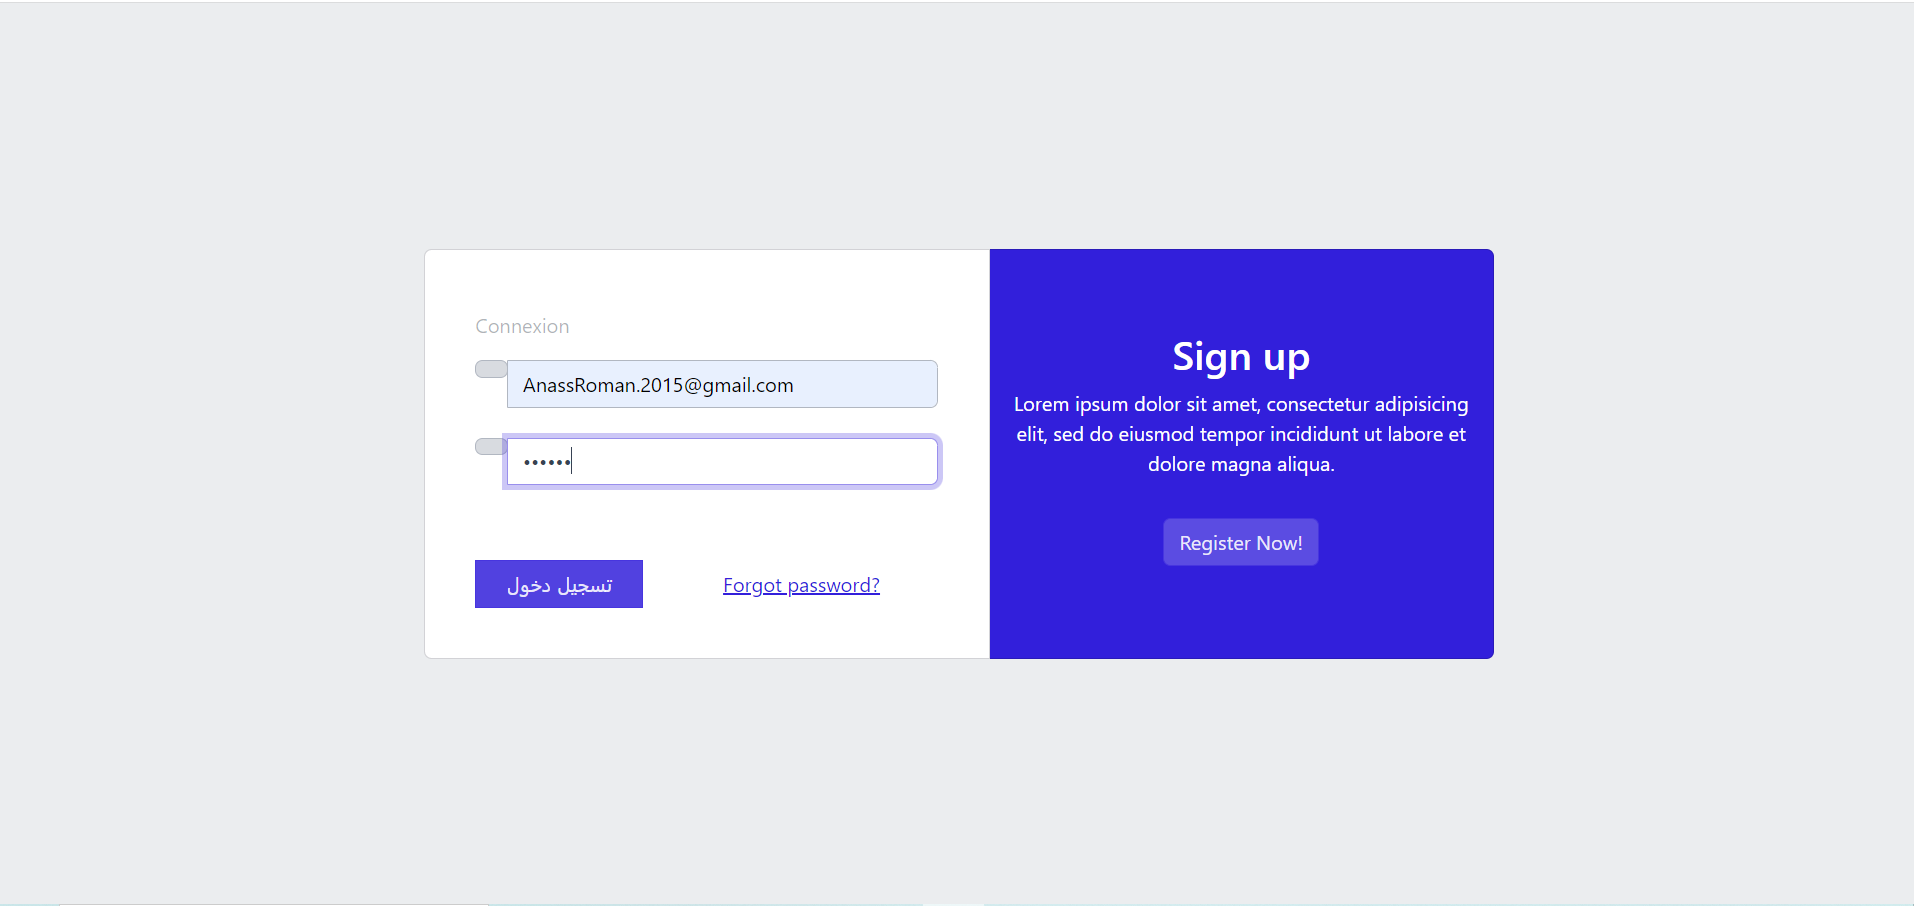 Connexion
AnassRoman.2015@gmail.com
••••••
تسجيل دخول
Forgot password?
Sign up
Lorem ipsum dolor sit amet, consectetur adipisicing
elit, sed do eiusmod tempor incididunt ut labore et
dolore magna aliqua.
Register Now!